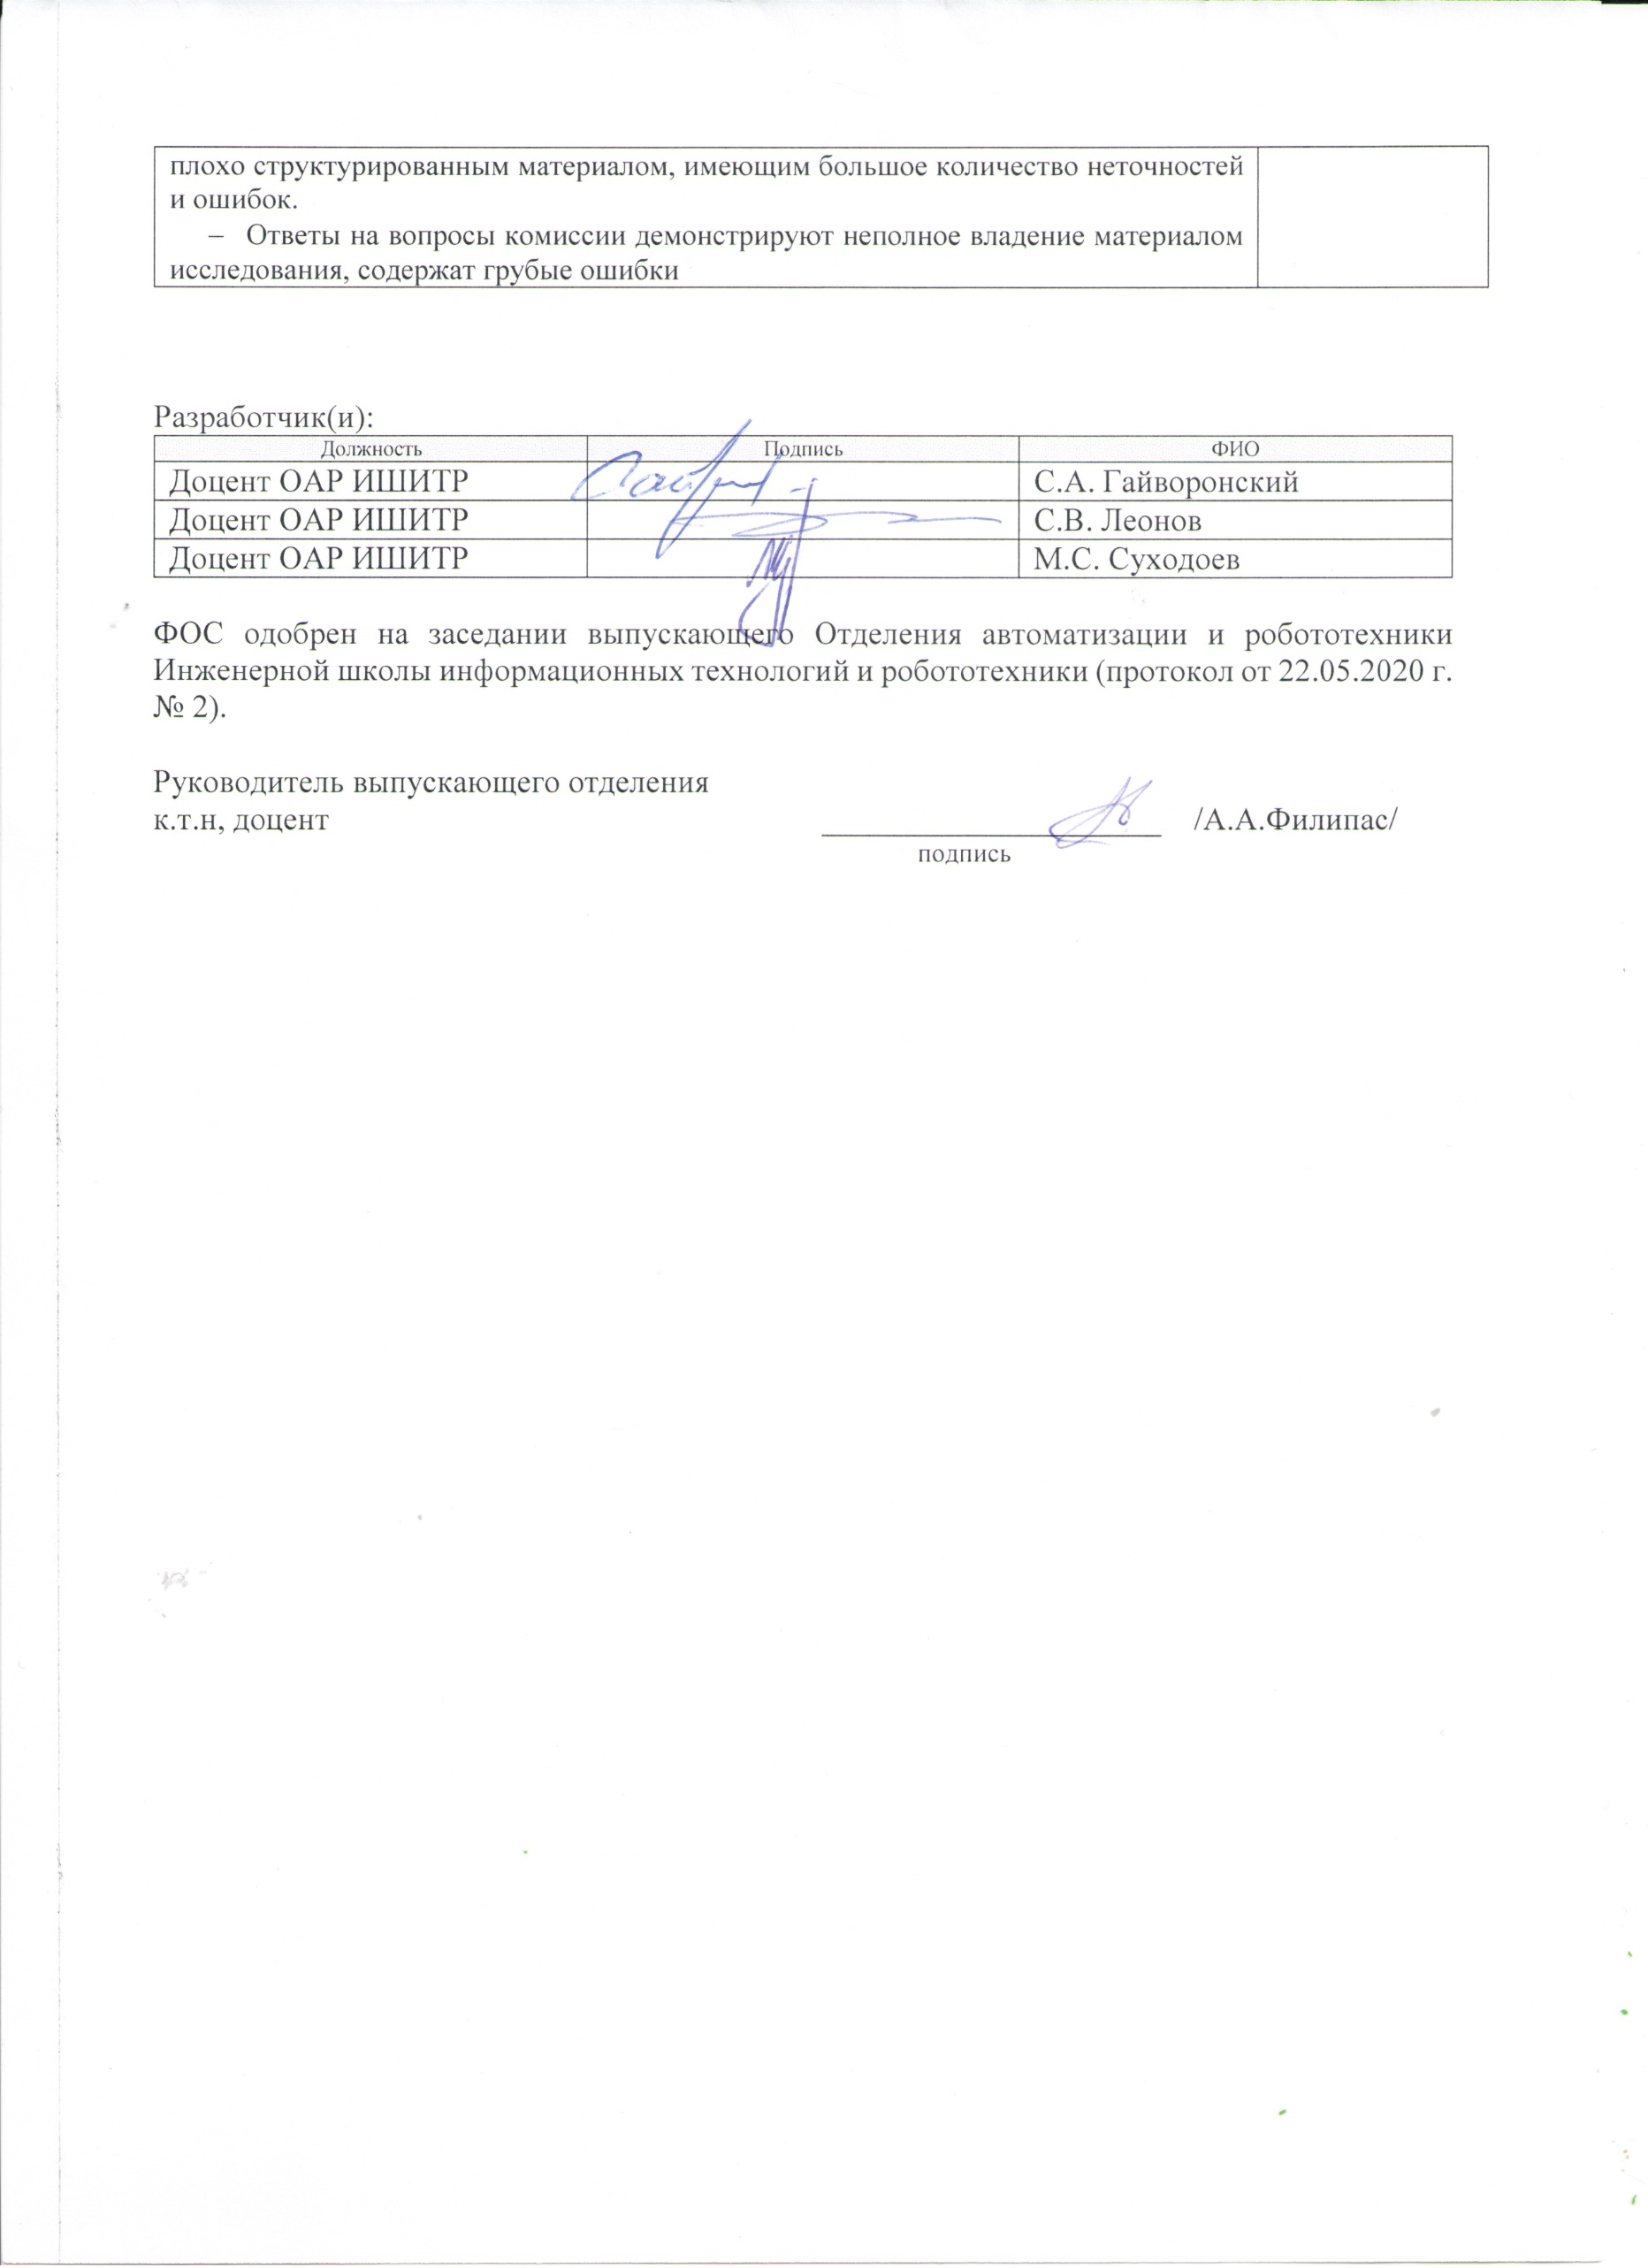 плохо структурированным материалом, имеющим большое количество неточностей
и ошибок.
– Ответы на вопросы комиссии демонстрируют неполное владение материалом
исследования, содержат грубые ошибки
Разработчик(и):
Должность Подпись ФИО
Доцент ОАР ИШИТР С.А. Гайворонский
Доцент ОАР ИШИТР С.В. Леонов
Доцент ОАР ИШИТР М.С. Суходоев
ФОС одобрен на заседании выпускающего Отделения автоматизации и робототехники
Инженерной школы информационных технологий и робототехники (протокол от 22.05.2020 г.
№ 2).
Руководитель выпускающего отделения
к.т.н, доцент /А.А.Филипас/
подпись